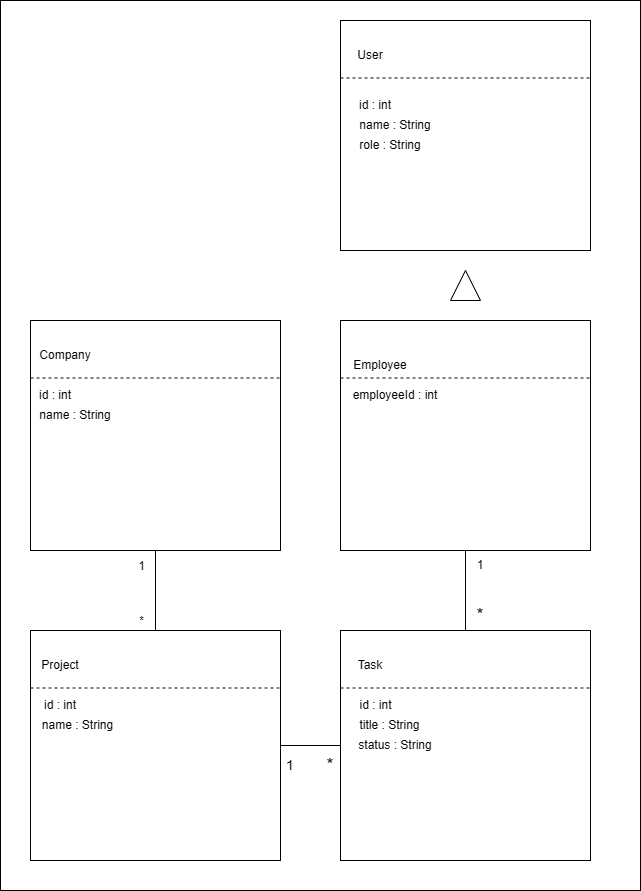 User
id : int
name : String
role : String
Company
id : int
name : String
Employee
employeeId : int
1
*
1
*
Project
id : int
name : String
Task
id : int
title : String
status : String
1
*